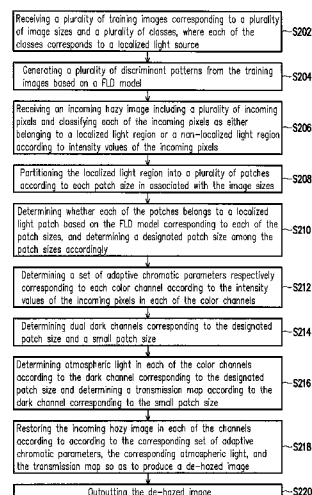 Receiving a plurality of training images corresponding to a plurality
of image sizes and a plurality of classes, where each of the
classes corresponds to a localized light source
S202
Generating a plurality of discriminant patterns from the training
images based on a FLD model
S204
Receiving an incoming hazy image including a plurality of incoming
pixels and classifying each of the incoming pixels as either
belonging to a localized light region or a non-localized light region
according to intensity values of the incoming pixels
S206
Partitioning the localized light region into a plurality of patches
according to each patch size in associated with the image sizes
S208
Determining whether each of the patches belongs to a localized
light patch based on the FLD model corresponding to each of the
patch sizes, and determining a designated patch size among the
patch sizes accordingly
S210
Determining a set of adaptive chromatic parameters respectively
corresponding to each color channel according to the intensity
values of the incoming pixels in each of the color channels
S212
Determining dual dark channels corresponding to the designated
patch size and a small patch size
S214
Determining atmospheric light in each of the color channels
according to the dark channel corresponding to the designated
patch size and determining a transmission map according to the
dark channel corresponding to the small patch size
S216
Restoring the incoming hazy image in each of the channels
according to according to the corresponding set of adaptive
chromatic parameters, the corresponding atmospheric light, and
the transmission map so as to produce a de-hazed image
S218
Outputting the de-hazed image
S220